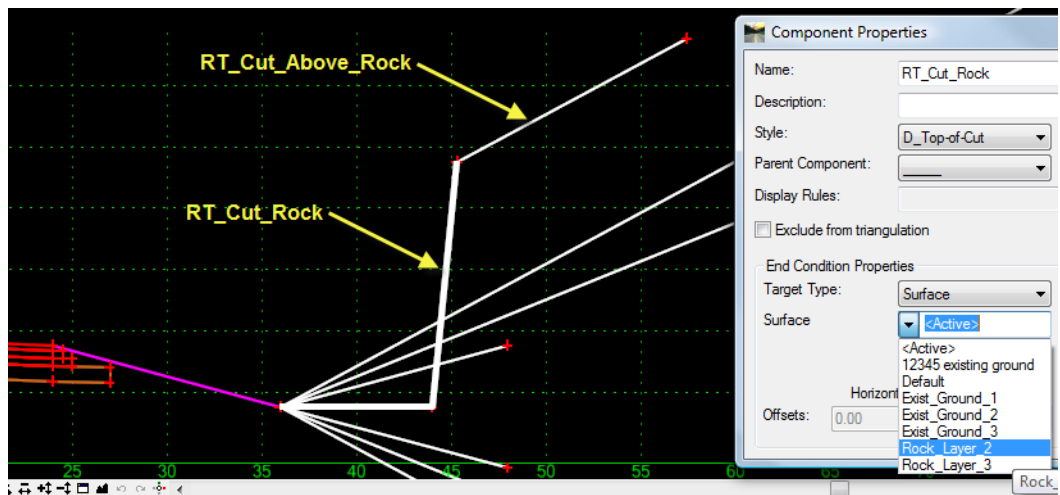 RT_Cut_Above_Rock
RT_Cut_Rock
25 30 35 40 45 50 55 60 65
Component Properties
Name: RT_Cut_Rock
Description:
Style: D_Top-of-Cut
Parent Component:
Display Rules:
Exclude from triangulation
End Condition Properties
Target Type: Surface
Surface <Active>
<Active>
12345 existing ground
Default
Exist_Ground_1
Exist_Ground_2
Exist_Ground_3
Rock_Layer_2
Rock_Layer_3
Horizon
Offsets: 0.00
Rock_